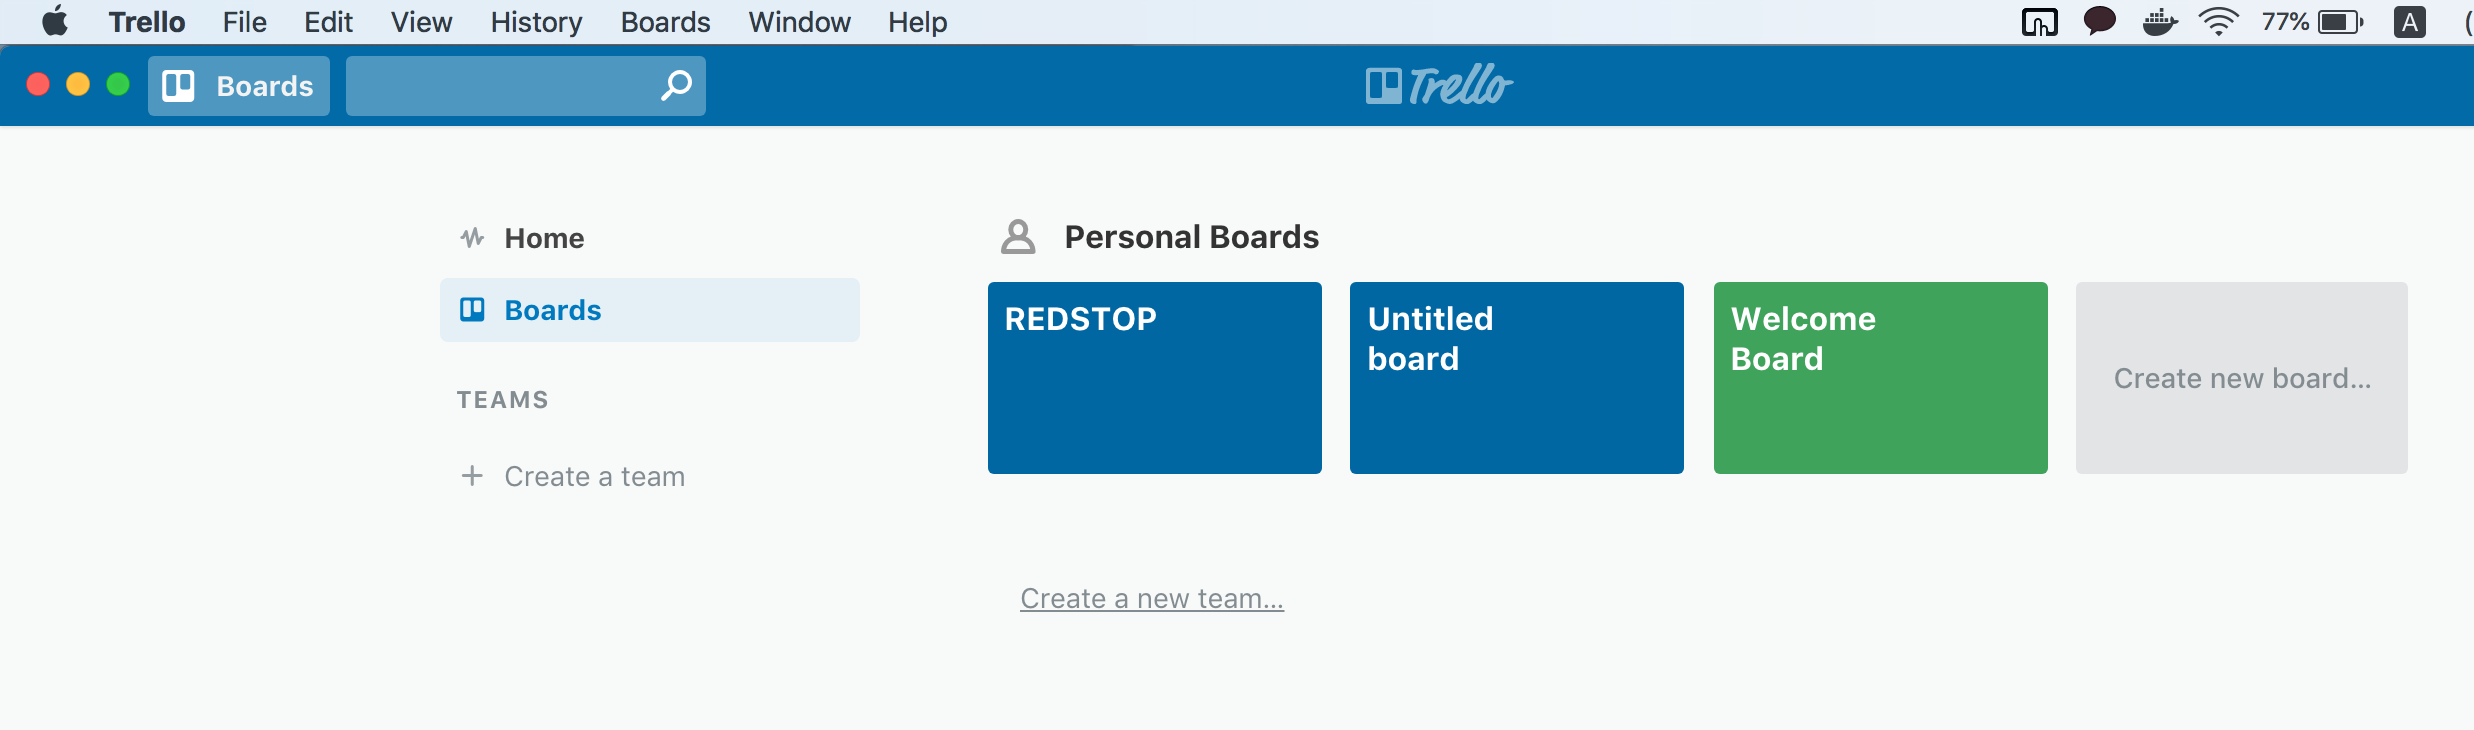 Trello File Edit View History Boards Window Help 77% A
Boards Trello
Home
Boards
TEAMS
+ Create a team
Personal Boards
REDSTOP
Untitled
board
Welcome
Board
Create new board...
Create a new team...